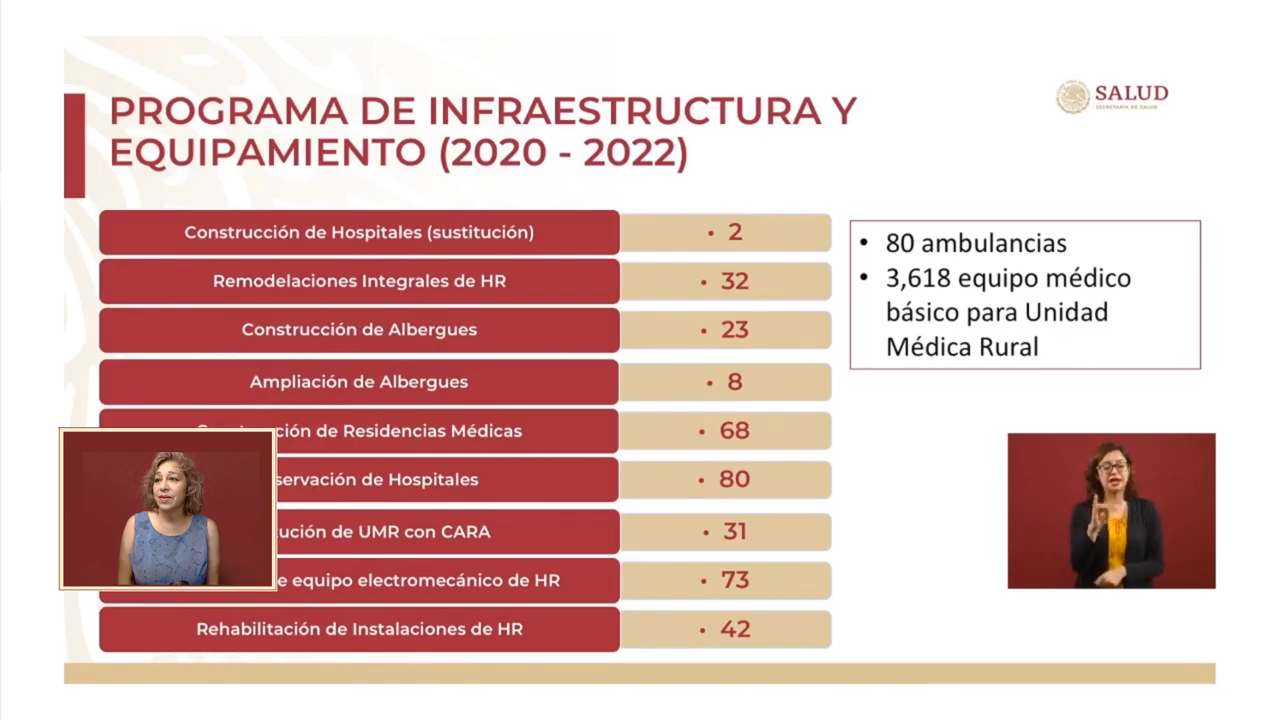 PROGRAMA DE INFRAESTRUCTURA Y
EQUIPAMIENTO (2020 - 2022)
SALUD
SECRETARÍA DE SALUD
Construcción de Hospitales (sustitución)
• 2
Remodelaciones Integrales de HR
• 32
Construcción de Albergues
• 23
Ampliación de Albergues
• 8
de Residencias Médicas
• 68
de Hospitales
• 80
de UMR con CARA
• 31
equipo electromecánico de HR
• 73
Rehabilitación de Instalaciones de HR
• 42
• 80 ambulancias
• 3,618 equipo médico
básico para Unidad
Médica Rural